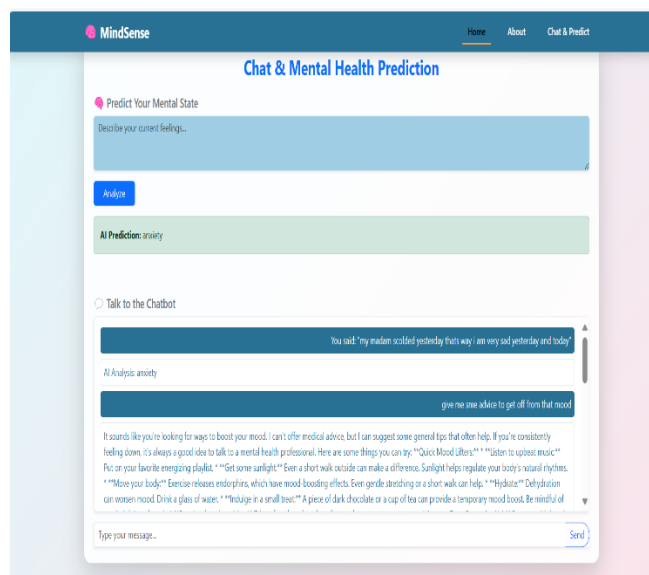 MindSense
Home About Chat & Predict
Chat & Mental Health Prediction
Predict Your Mental State
Describe your current feelings...
Analyze
AI Prediction: anxiety
Talk to the Chatbot
You said: "my madam scolded yesterday thats way i am very sad yesterday and today"
AI Analysis: anxiety
give me sme advice to get off from that mood
It sounds like you're looking for ways to boost your mood. I can't offer medical advice, but I can suggest some general tips that often help. If you're consistently
feeling down, it's always a good idea to talk to a mental health professional. Here are some things you can try: **Quick Mood Lifters:** * **Listen to upbeat music:**
Put on your favorite energizing playlist. * **Get some sunlight:** Even a short walk outside can make a difference. Sunlight helps regulate your body's natural rhythms.
* **Move your body:** Exercise releases endorphins, which have mood-boosting effects. Even gentle stretching or a short walk can help. * **Hydrate:** Dehydration
can worsen mood. Drink a glass of water. * **Indulge in a small treat:** A piece of dark chocolate or a cup of tea can provide a temporary mood boost. Be mindful of
Type your message...
Send